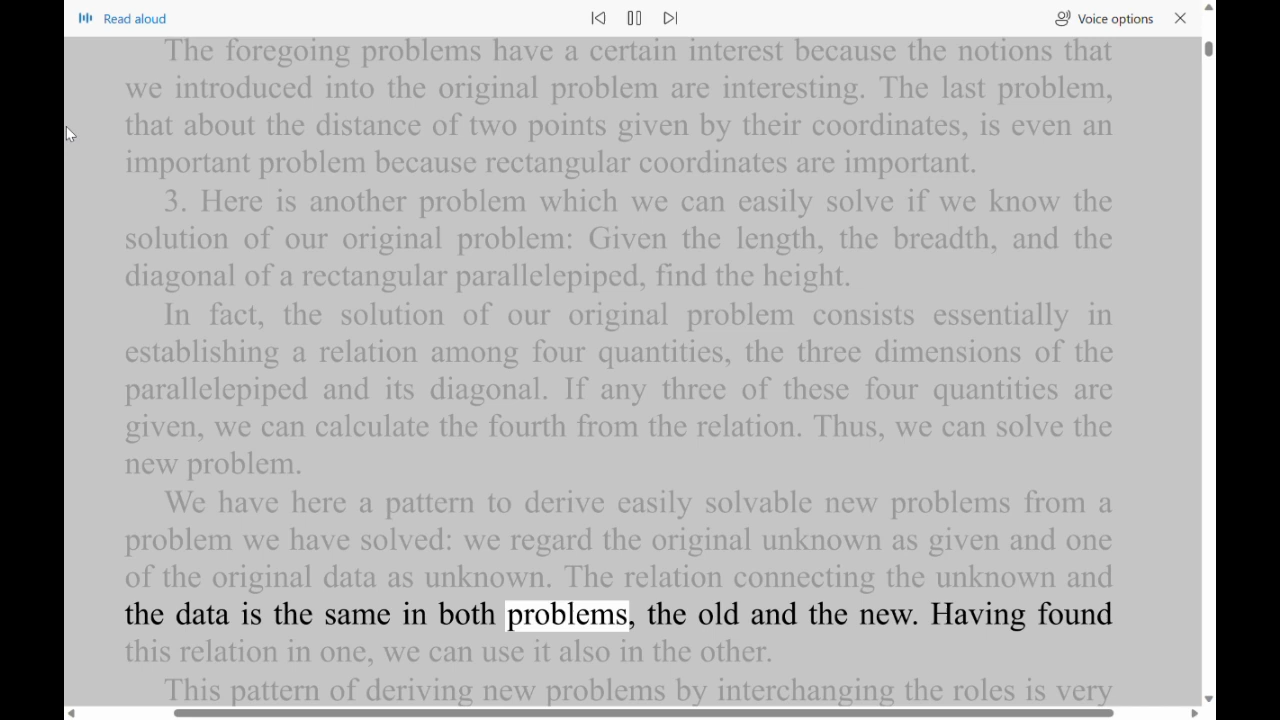 Read aloud
Voice options
The foregoing problems have a certain interest because the notions that
we introduced into the original problem are interesting. The last problem,
that about the distance of two points given by their coordinates, is even an
important problem because rectangular coordinates are important.
3. Here is another problem which we can easily solve if we know the
solution of our original problem: Given the length, the breadth, and the
diagonal of a rectangular parallelepiped, find the height.
In fact, the solution of our original problem consists essentially in
establishing a relation among four quantities, the three dimensions of the
parallelepiped and its diagonal. If any three of these four quantities are
given, we can calculate the fourth from the relation. Thus, we can solve the
new problem.
We have here a pattern to derive easily solvable new problems from a
problem we have solved: we regard the original unknown as given and one
of the original data as unknown. The relation connecting the unknown and
the data is the same in both problems, the old and the new. Having found
this relation in one, we can use it also in the other.
This pattern of deriving new problems by interchanging the roles is very